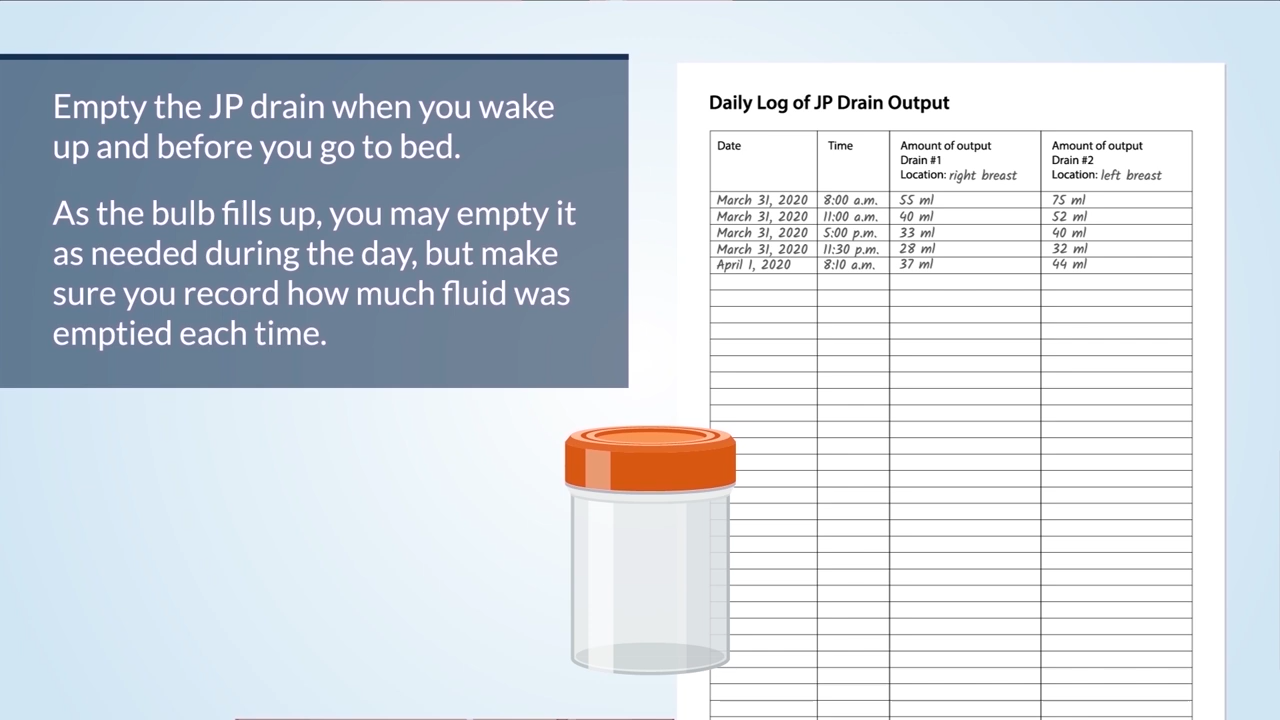 Empty the JP drain when you wake
up and before you go to bed.
As the bulb fills up, you may empty it
as needed during the day, but make
sure you record how much fluid was
emptied each time.
Daily Log of JP Drain Output
Date Time Amount of output Amount of output
Drain #1 Drain #2
Location: right breast Location: left breast
March 31, 2020 8:00 a.m. 55 ml 75 ml
March 31, 2020 11:00 a.m. 40 ml 52 ml
March 31, 2020 5:00 p.m. 33 ml 40 ml
March 31, 2020 11:30 p.m. 28 ml 32 ml
April 1, 2020 8:10 a.m. 37 ml 44 ml